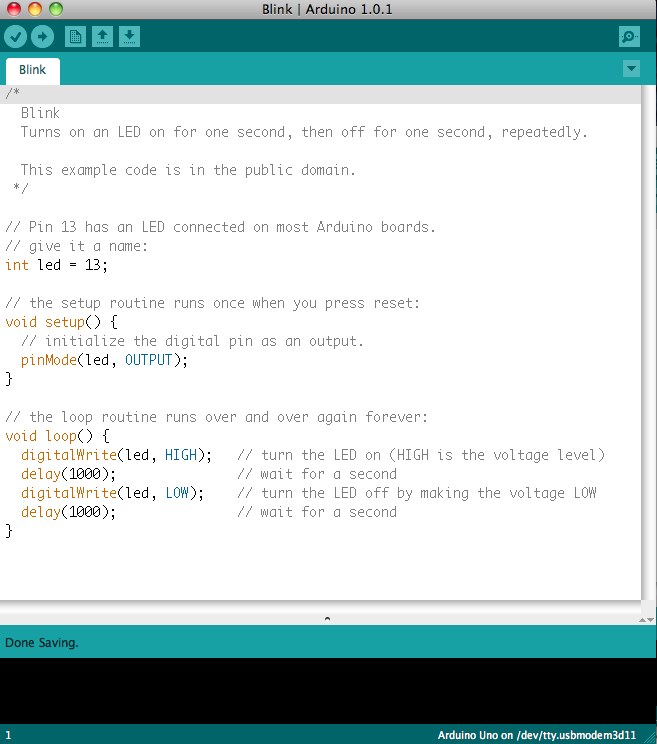 Blink | Arduino 1.0.1
Blink
/*
  Blink
  Turns on an LED on for one second, then off for one second, repeatedly.

  This example code is in the public domain.
 */

// Pin 13 has an LED connected on most Arduino boards.
// give it a name:
int led = 13;

// the setup routine runs once when you press reset:
void setup() {
  // initialize the digital pin as an output.
  pinMode(led, OUTPUT);
}

// the loop routine runs over and over again forever:
void loop() {
  digitalWrite(led, HIGH);   // turn the LED on (HIGH is the voltage level)
  delay(1000);               // wait for a second
  digitalWrite(led, LOW);    // turn the LED off by making the voltage LOW
  delay(1000);               // wait for a second
}
Done Saving.
1 Arduino Uno on /dev/tty.usbmodem3d11